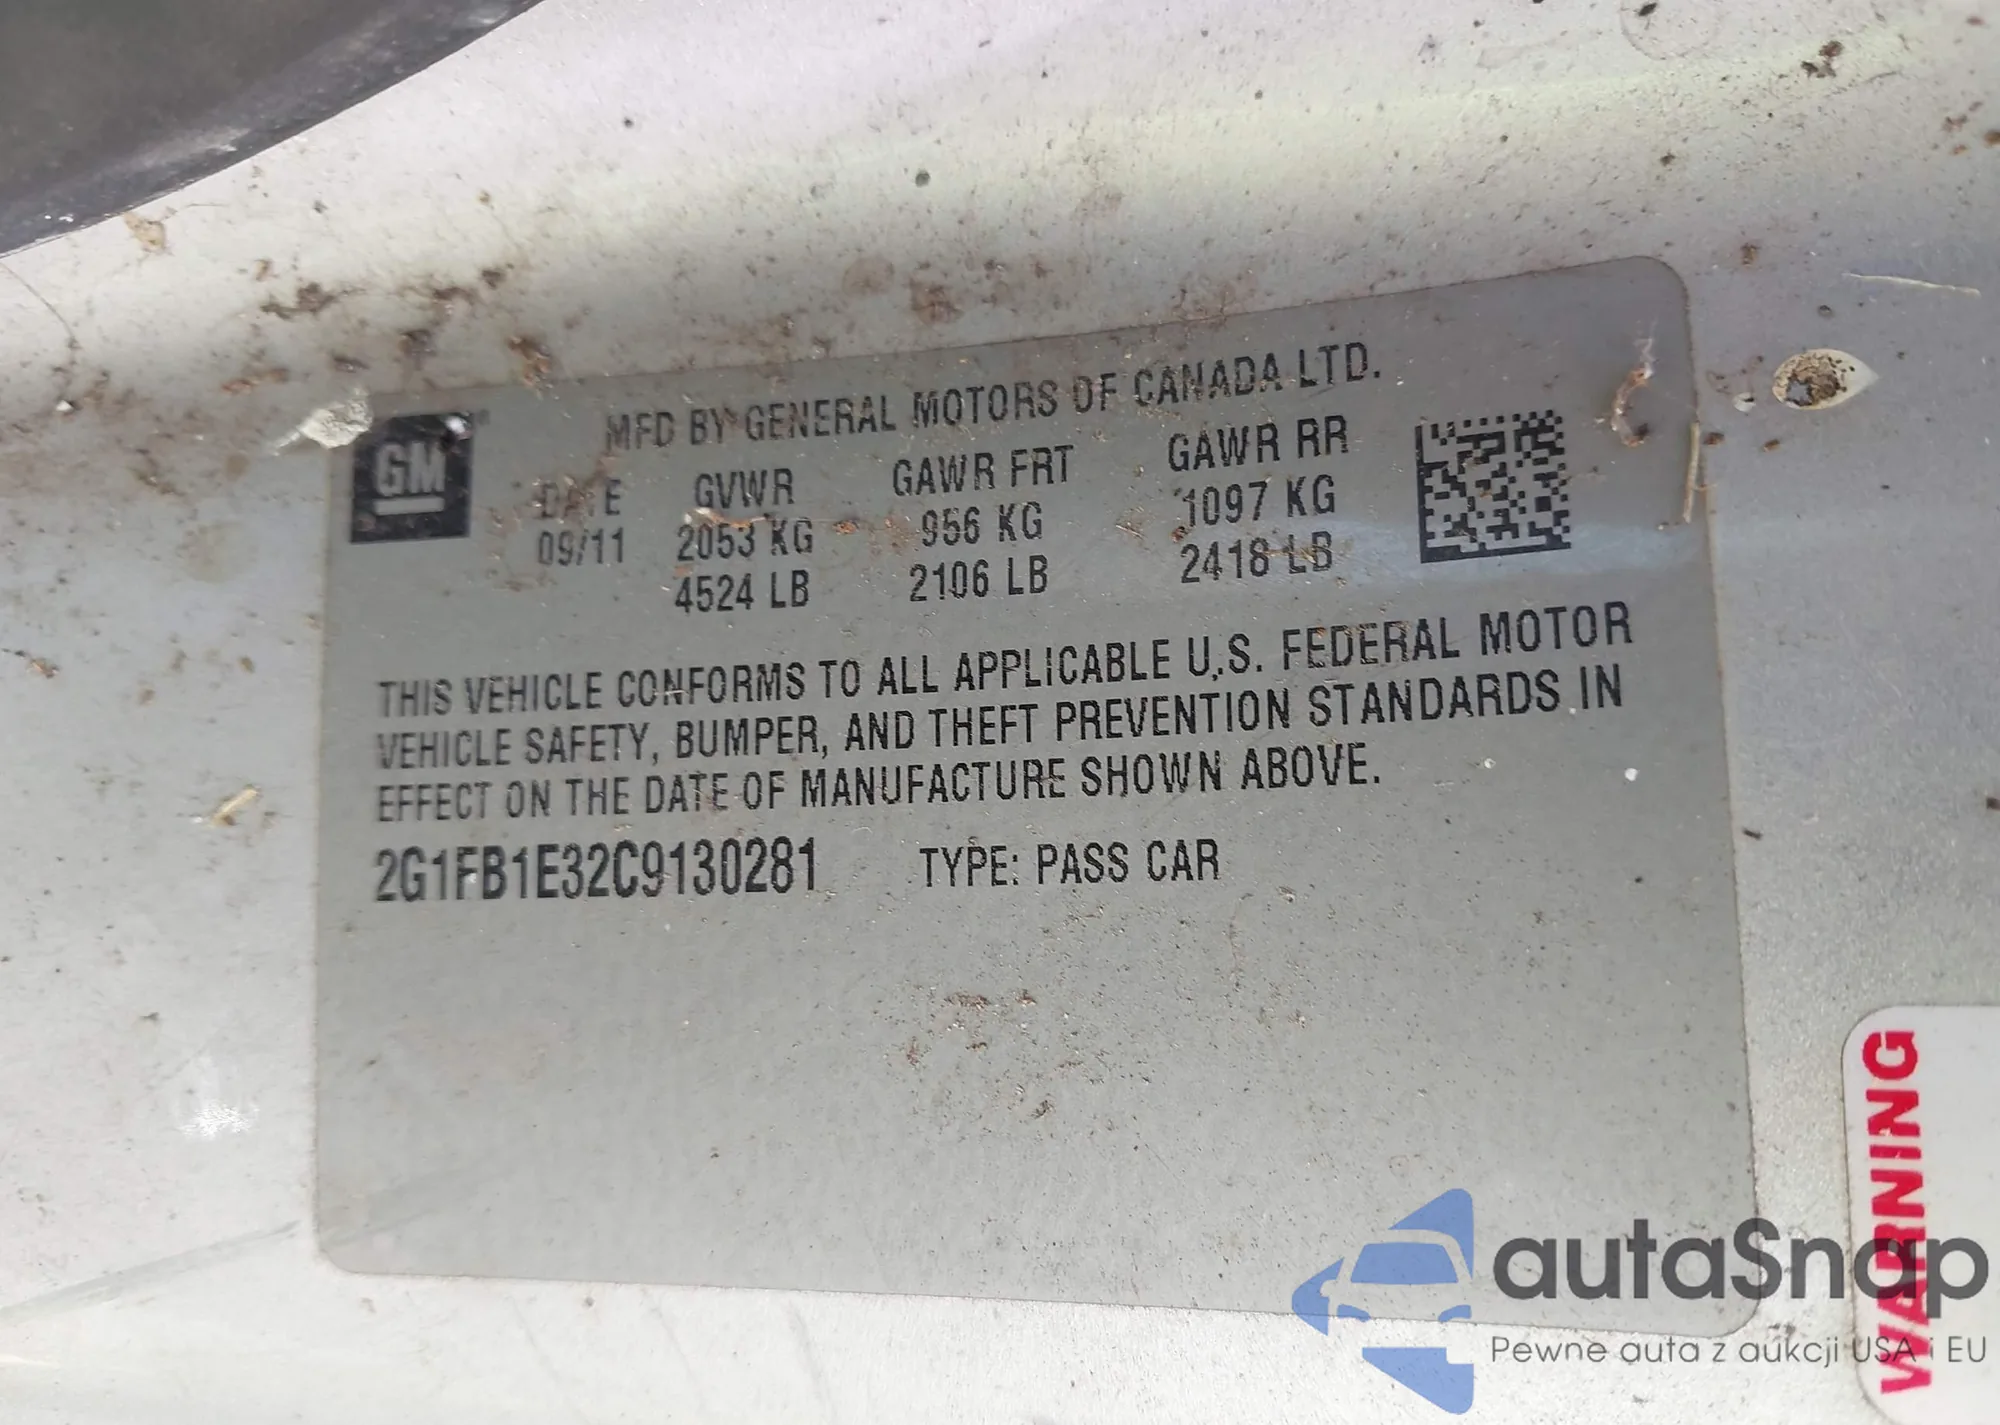 MFD BY GENERAL MOTORS OF CANADA LTD.
GM
DATE GVWR GAWR FRT GAWR RR
09/11 2053 KG 956 KG 1097 KG
4524 LB 2106 LB 2418 LB
THIS VEHICLE CONFORMS TO ALL APPLICABLE U.S. FEDERAL MOTOR
VEHICLE SAFETY, BUMPER, AND THEFT PREVENTION STANDARDS IN
EFFECT ON THE DATE OF MANUFACTURE SHOWN ABOVE.
2G1FB1E32C9130281 TYPE: PASS CAR
WARNING
autaSnap
Pewne auta z aukcji USA i EU